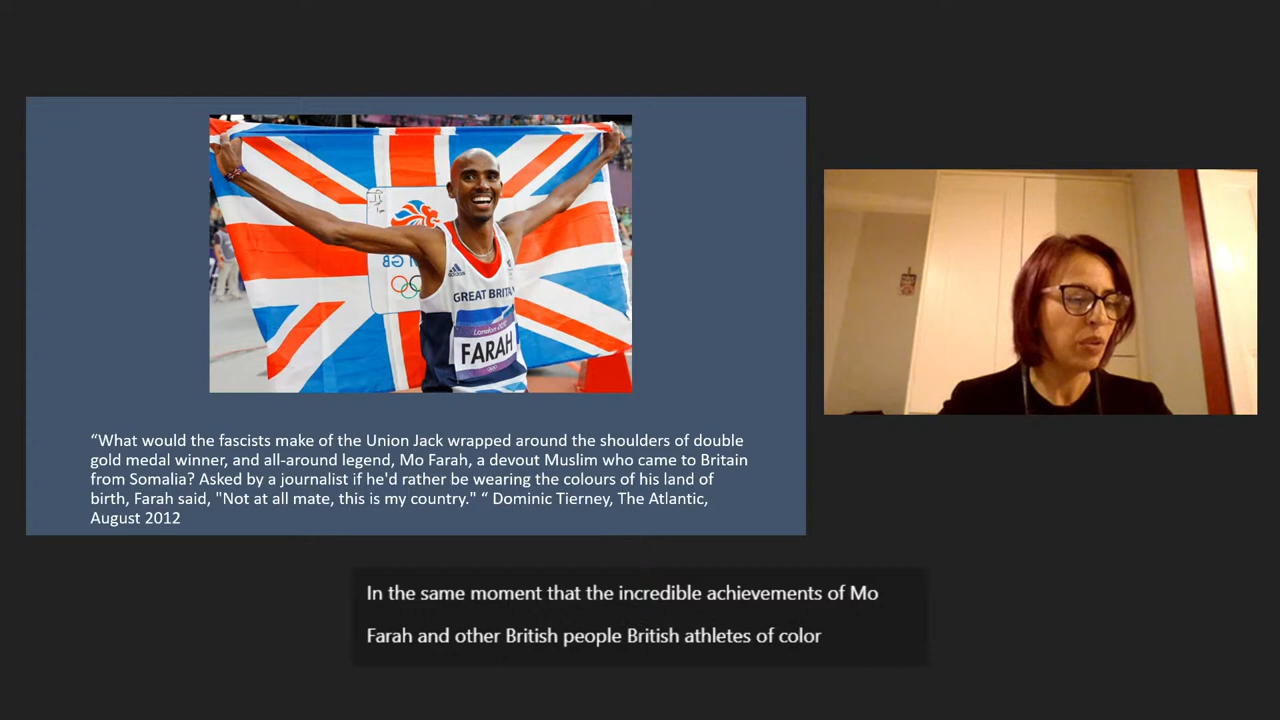 GREAT BRITA
London 2012
FARAH
“What would the fascists make of the Union Jack wrapped around the shoulders of double
gold medal winner, and all-around legend, Mo Farah, a devout Muslim who came to Britain
from Somalia? Asked by a journalist if he'd rather be wearing the colours of his land of
birth, Farah said, "Not at all mate, this is my country." “ Dominic Tierney, The Atlantic,
August 2012
In the same moment that the incredible achievements of Mo
Farah and other British people British athletes of color